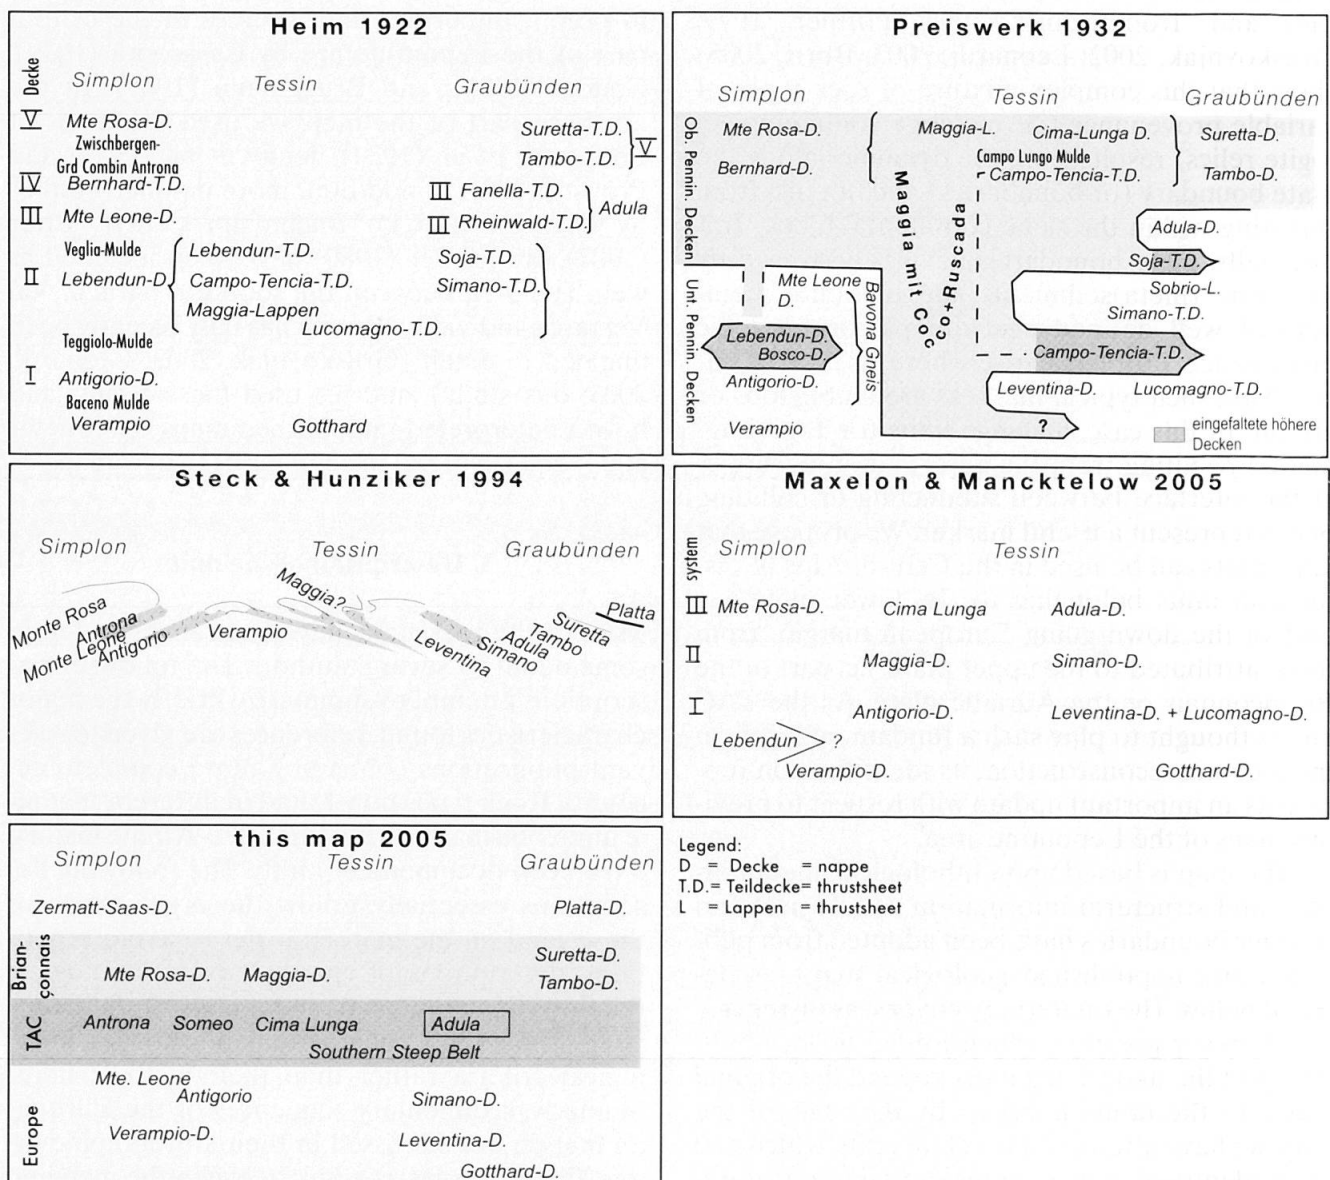 Heim 1922
Decke
Simplon
Tessin
Graubünden
V
Mte Rosa-D.
Zwischbergen-
Grd Combin Antrona
IV
Bernhard-T.D.
III
Mte Leone-D.
Veglia-Mulde
II
Lebendun-D.
Lebendun-T.D.
Campo-Tencia-T.D.
Maggia-Lappen
Lucomagno-T.D.
Teggiolo-Mulde
I
Antigorio-D.
Baceno Mulde
Verampio
Gotthard
Suretta-T.D.
Tambo-T.D.
V
III Fanella-T.D.
III Rheinwald-T.D.
Adula
Soja-T.D.
Simano-T.D.
Preiswerk 1932
Ob. Pennin Decken
Unt. Pennin. Decken
Simplon
Tessin
Graubünden
Mte Rosa-D.
Bernhard-D.
Maggia-L.
Cima-Lunga D.
Campo Lungo Mulde
Campo-Tencia-T.D.
Suretta-D.
Tambo-D.
Maggia mit Cocco+Ruscada
Adula-D.
Soja-T.D.
Sobrio-L.
Simano-T.D.
Mte Leone
D.
Bavona Gneis
Lebendun-D.
Bosco-D.
Antigorio-D.
Verampio
Campo-Tencia-T.D.
Leventina-D.
Lucomagno-T.D.
?
eingefaltete höhere
Decken
Steck & Hunziker 1994
Simplon
Tessin
Graubünden
Monte Rosa
Antrona
Monte Leone
Antigorio
Verampio
Maggia?
Leventina
Simano
Adula
Tambo
Suretta
Platta
Maxelon & Mancktelow 2005
system
Simplon
Tessin
III
Mte Rosa-D.
Cima Lunga
Adula-D.
II
Maggia-D.
Simano-D.
I
Antigorio-D.
Leventina-D. + Lucomagno-D.
Lebendun
?
Verampio-D.
Gotthard-D.
this map 2005
Simplon
Tessin
Graubünden
Zermatt-Saas-D.
Platta-D.
Brian-
çonnais
Mte Rosa-D.
Maggia-D.
Suretta-D.
Tambo-D.
TAC
Antrona
Someo
Cima Lunga
Adula
Southern Steep Belt
Europe
Mte. Leone
Antigorio
Simano-D.
Verampio-D.
Leventina-D.
Gotthard-D.
Legend:
D = Decke = nappe
T.D.= Teildecke= thrustsheet
L = Lappen = thrustsheet